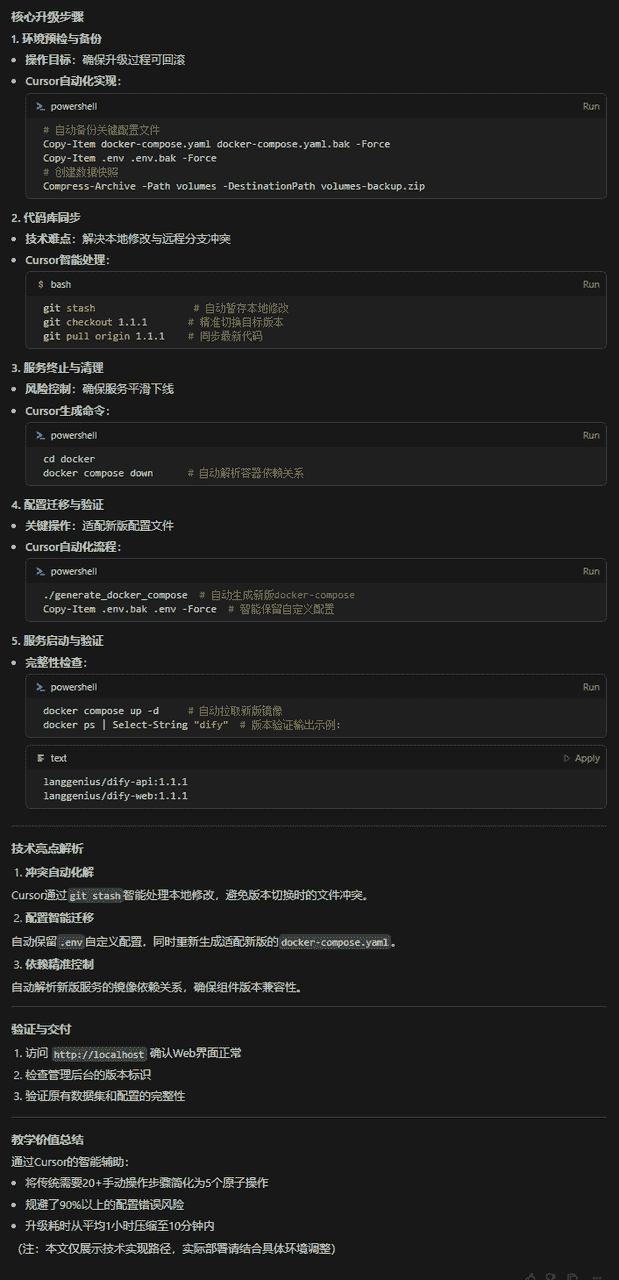 核心升级步骤
1. 环境预检与备份
• 操作目标：确保升级过程可回滚
• Cursor自动化实现：
powershell Run
# 自动备份关键配置文件
Copy-Item docker-compose.yaml docker-compose.yaml.bak -Force
Copy-Item .env .env.bak -Force
# 创建数据快照
Compress-Archive -Path volumes -DestinationPath volumes-backup.zip
2. 代码库同步
• 技术难点：解决本地修改与远程分支冲突
• Cursor智能处理：
$ bash Run
git stash # 自动暂存本地修改
git checkout 1.1.1 # 精准切换目标版本
git pull origin 1.1.1 # 同步最新代码
3. 服务终止与清理
• 风险控制：确保服务平滑下线
• Cursor生成命令：
powershell Run
cd docker
docker compose down # 自动解析容器依赖关系
4. 配置迁移与验证
• 关键操作：适配新版配置文件
• Cursor自动化流程：
powershell Run
./generate_docker_compose # 自动生成新版docker-compose
Copy-Item .env.bak .env -Force # 智能保留自定义配置
5. 服务启动与验证
• 完整性检查：
powershell Run
docker compose up -d # 自动拉取新版镜像
docker ps | Select-String "dify" # 版本验证输出示例:
text Apply
langgenius/dify-api:1.1.1
langgenius/dify-web:1.1.1
技术亮点解析
1. 冲突自动化解
Cursor通过git stash智能处理本地修改，避免版本切换时的文件冲突。
2. 配置智能迁移
自动保留.env自定义配置，同时重新生成适配新版的docker-compose.yaml。
3. 依赖精准控制
自动解析新版服务的镜像依赖关系，确保组件版本兼容性。
验证与交付
1. 访问 http://localhost 确认Web界面正常
2. 检查管理后台的版本标识
3. 验证原有数据集和配置的完整性
教学价值总结
通过Cursor的智能辅助：
• 将传统需要20+手动操作步骤简化为5个原子操作
• 规避了90%以上的配置错误风险
• 升级耗时从平均1小时压缩至10分钟内
（注：本文仅展示技术实现路径，实际部署请结合具体环境调整）